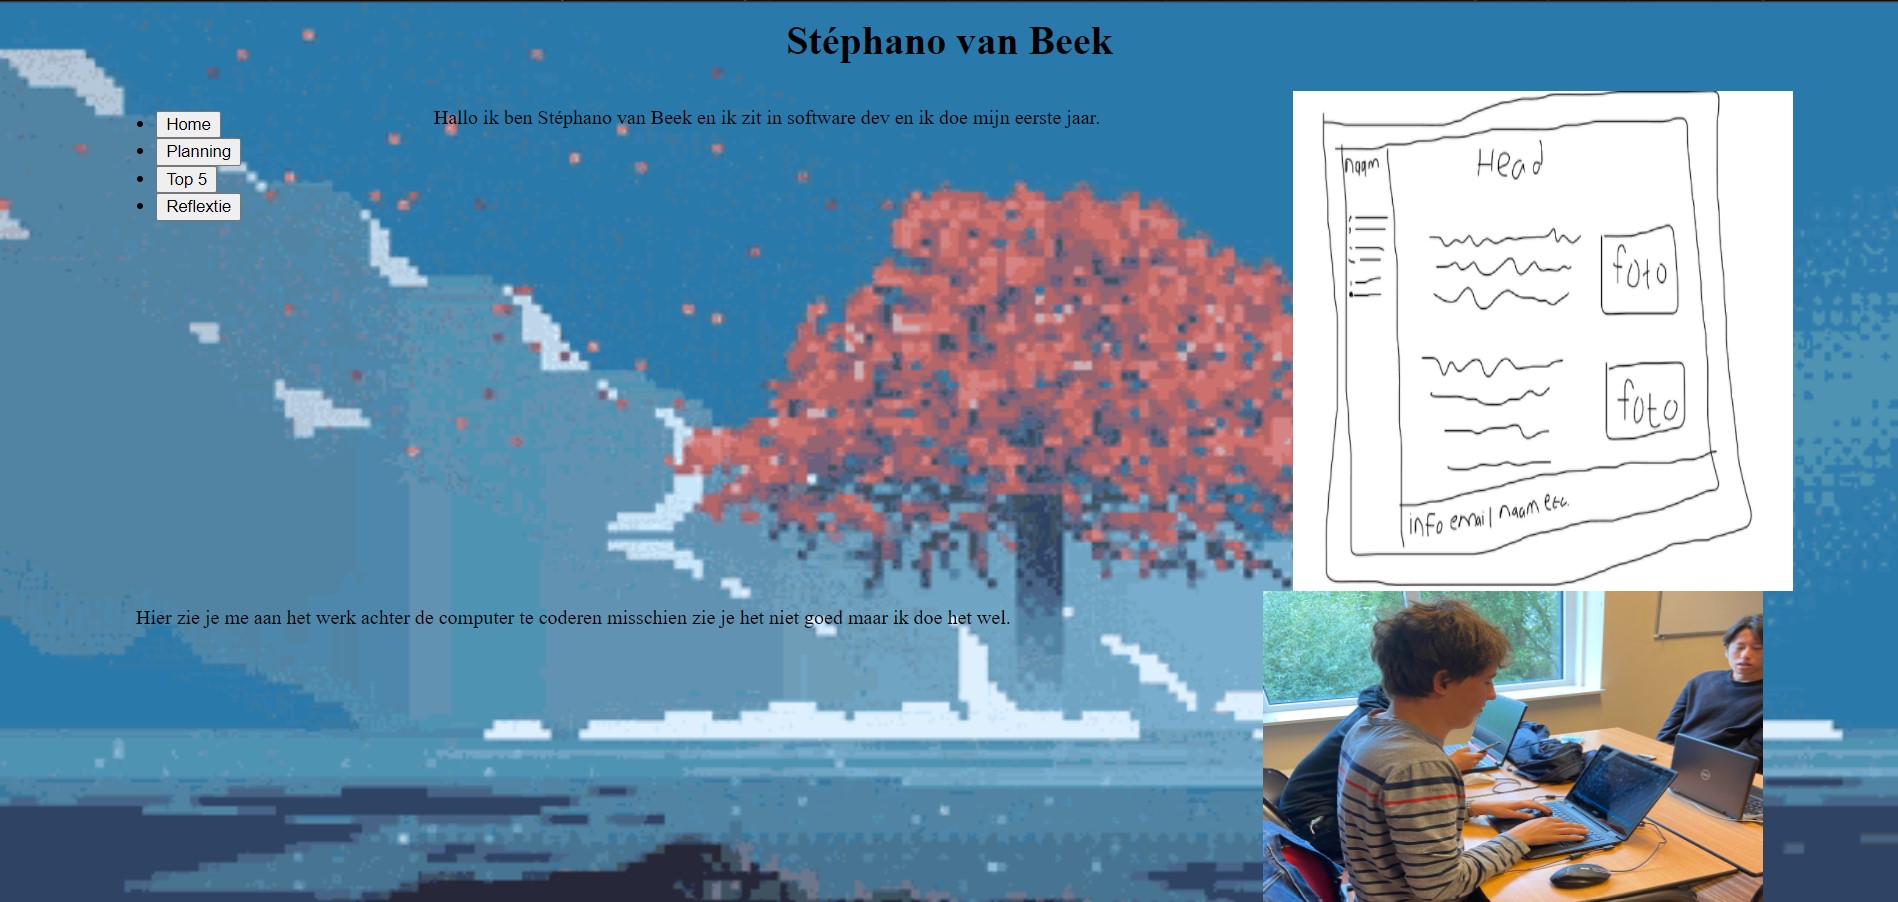 Stéphano van Beek
Home
Planning
Top 5
Reflextie
Hallo ik ben Stéphano van Beek en ik zit in software dev en ik doe mijn eerste jaar.
naam
Head
foto
foto
info email naam etc.
Hier zie je me aan het werk achter de computer te coderen misschien zie je het niet goed maar ik doe het wel.
DELL